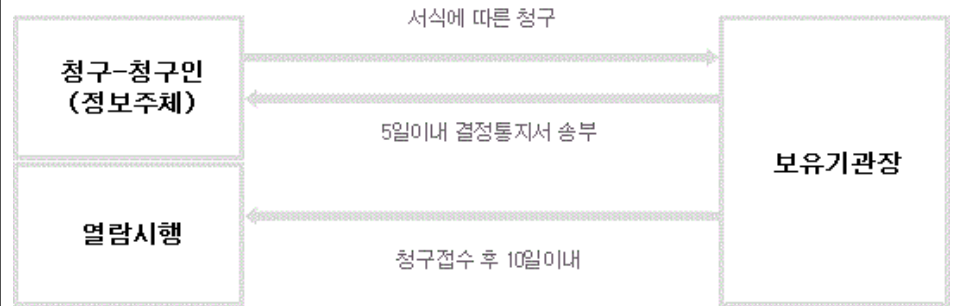 서식에 따른 청구
청구-청구인
(정보주체)
5일이내 결정통지서 송부
보유기관장
열람시행
청구접수 후 10일이내